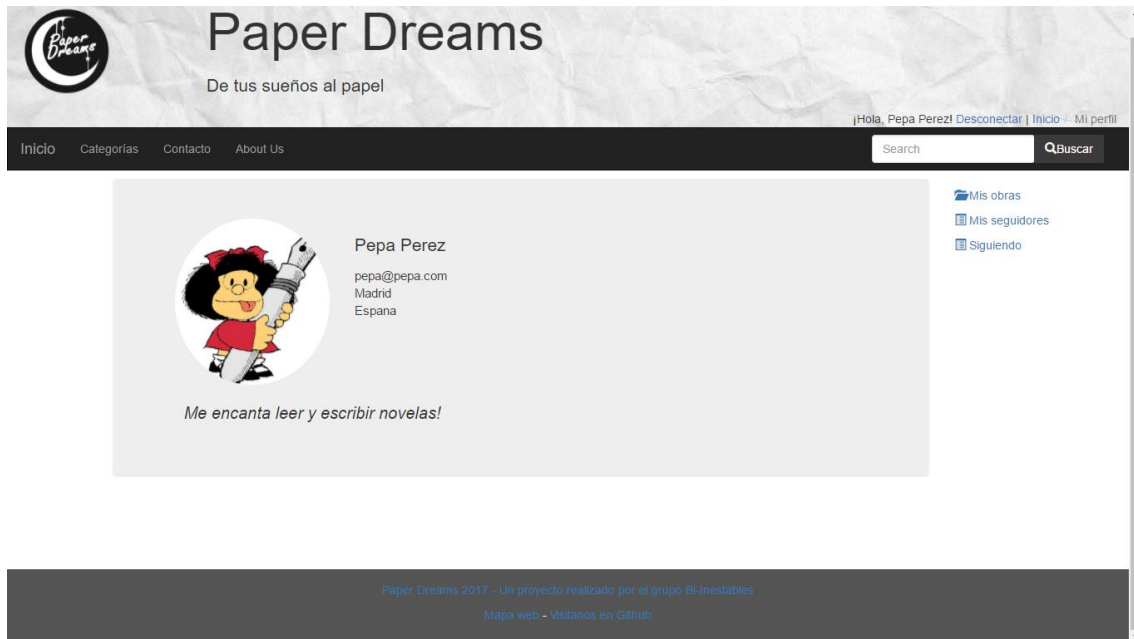 Paper
Dreams
Paper Dreams
De tus sueños al papel
¡Hola, Pepa Perez! Desconectar | Inicio / Mi perfil
Inicio Categorías Contacto About Us Search Buscar
Mis obras
Mis seguidores
Siguiendo
Pepa Perez
pepa@pepa.com
Madrid
Espana
Me encanta leer y escribir novelas!
Paper Dreams 2017 - Un proyecto realizado por el grupo Bi-Inestables
Mapa web - Visitanos en Github